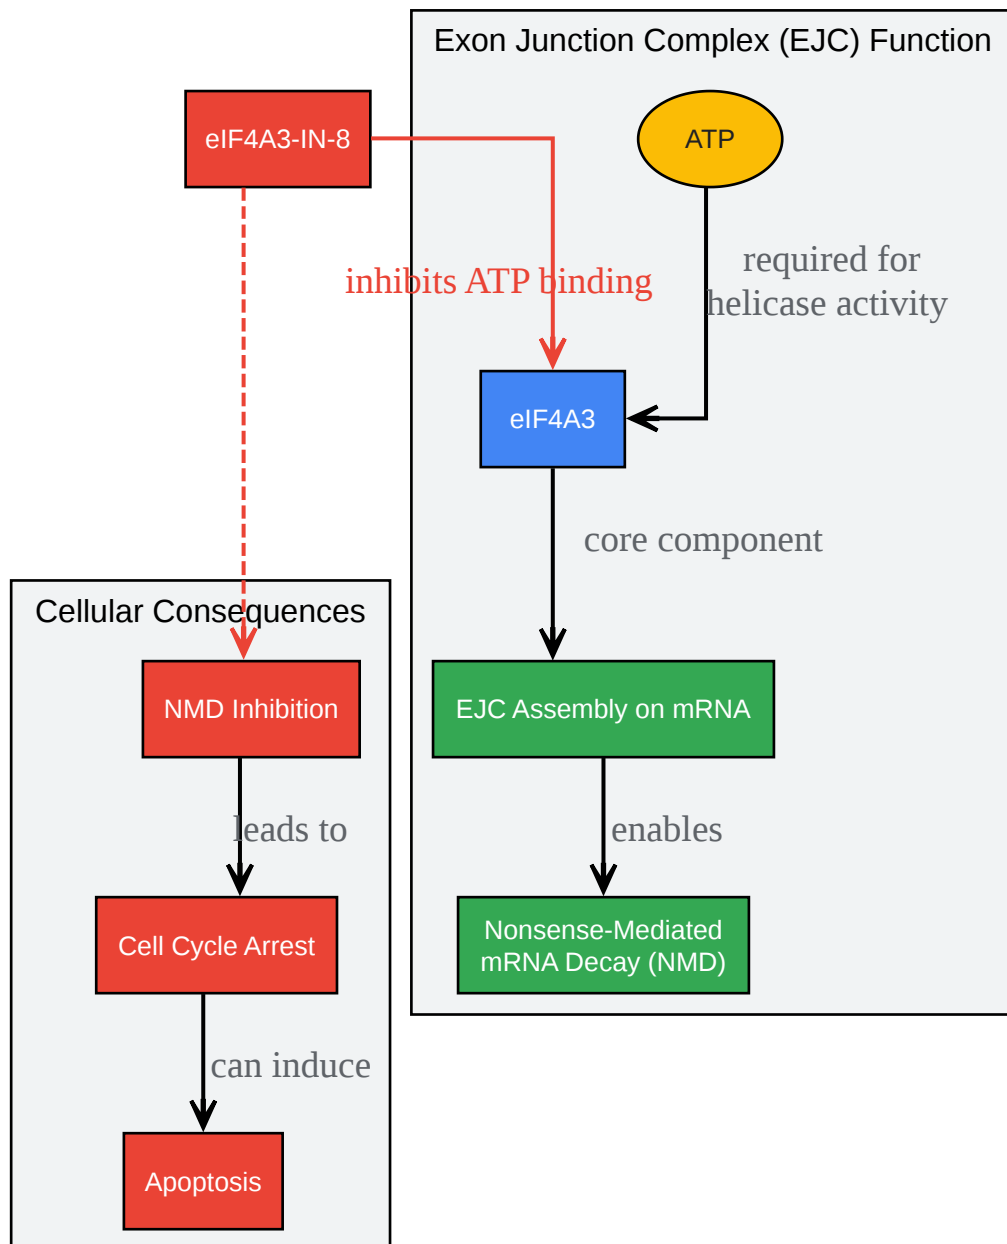 Exon Junction Complex (EJC) Function
eIF4A3-IN-8
ATP
inhibits ATP binding
required for
helicase activity
eIF4A3
core component
Cellular Consequences
NMD Inhibition
EJC Assembly on mRNA
leads to
enables
Cell Cycle Arrest
Nonsense-Mediated
mRNA Decay (NMD)
can induce
Apoptosis